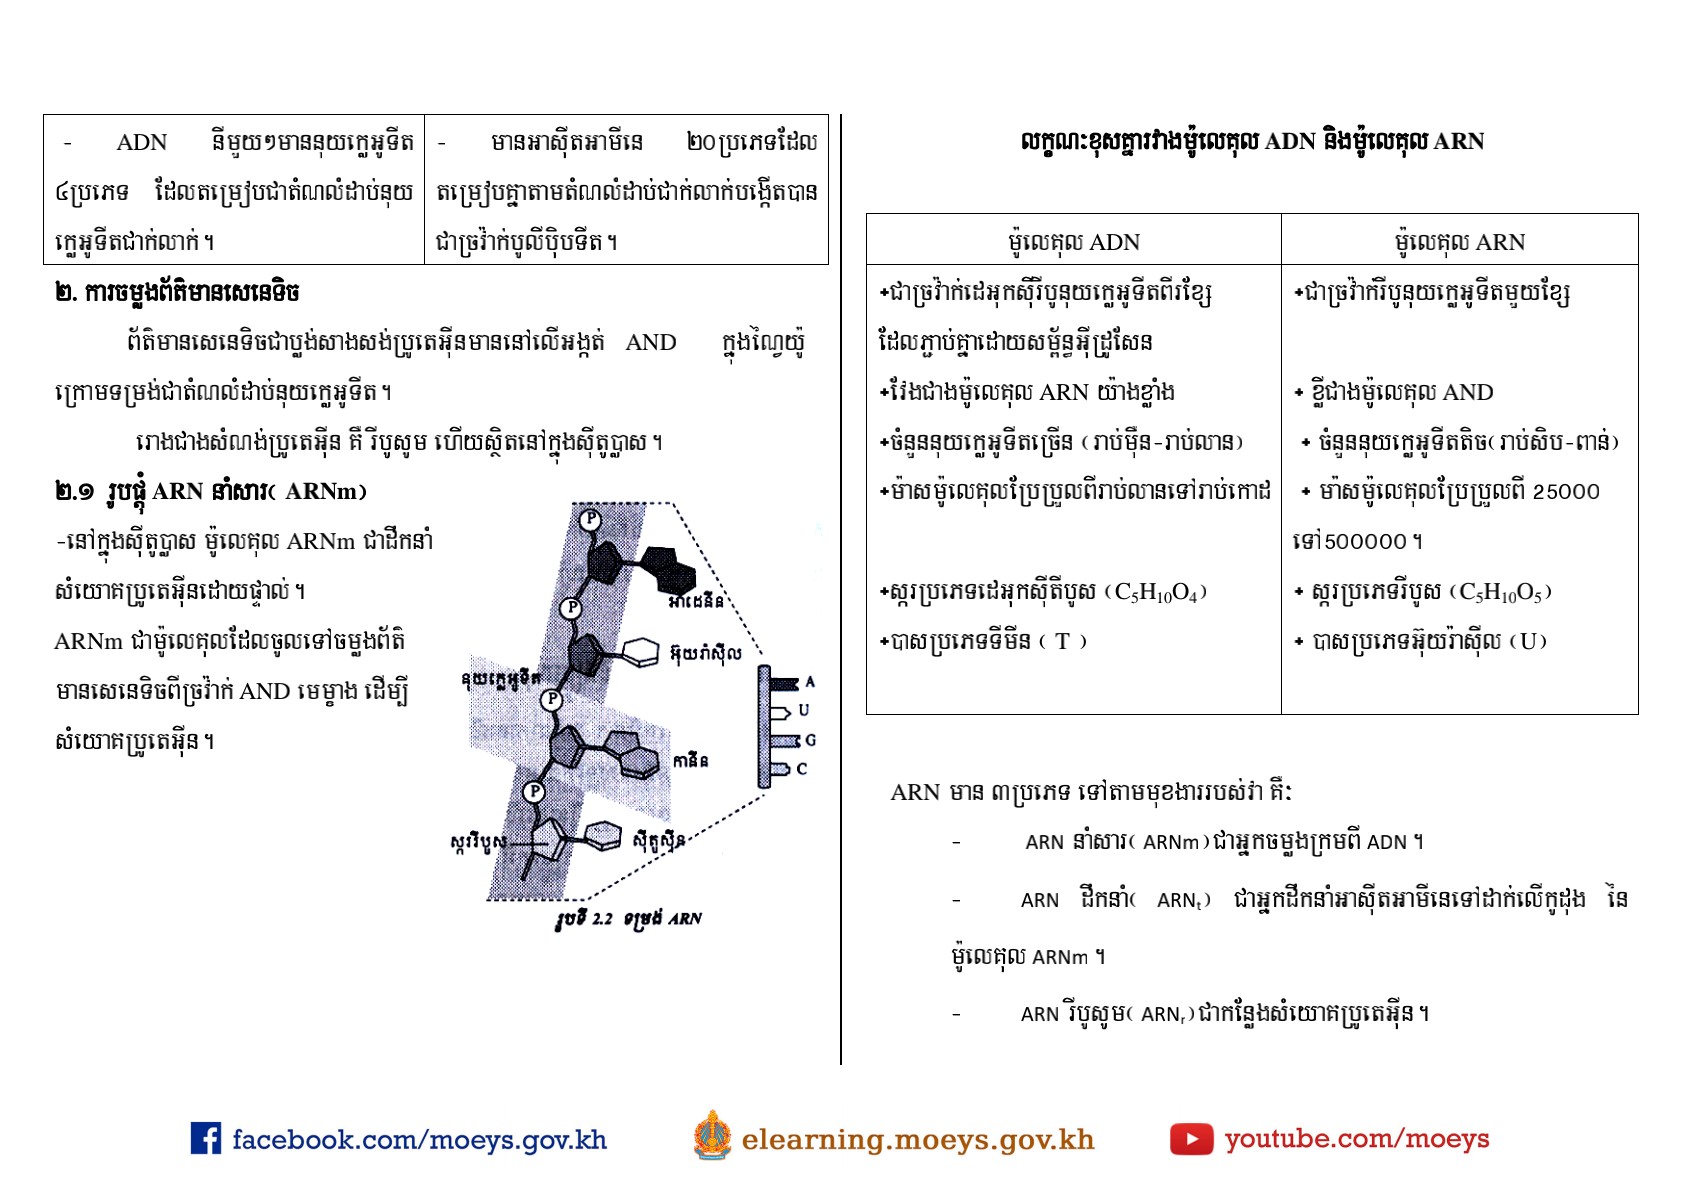 - ADN នីមួយៗមាននុយក្លេអូទីត
៤ប្រភេទ ដែលតម្រៀបជាតំណលំដាប់នុយ
ក្លេអូទីតជាក់លាក់។
- មានអាស៊ីតអាមីនេ ២០ប្រភេទដែល
តម្រៀបគ្នាតាមតំណលំដាប់ជាក់លាក់បង្កើតបាន
ជាច្រវ៉ាក់ប៉ូលីប៉ិបទីត។
២. ការចម្លងព័ត៌មានសេនេទិច
ព័ត៌មានសេនេទិចជាប្លង់សាងសង់ប្រូតេអ៊ីនមាននៅលើអង្កត់ AND ក្នុងណ្វៃយ៉ូ
ក្រោមទម្រង់ជាតំណលំដាប់នុយក្លេអូទីត។
រោងជាងសំណង់ប្រូតេអ៊ីន គឺ រីបូសូម ហើយស្ថិតនៅក្នុងស៊ីតូប្លាស។
២.១ រូបផ្គុំ ARN នាំសារ( ARNm)
-នៅក្នុងស៊ីតូប្លាស ម៉ូលេគុល ARNm ជាដឹកនាំ
សំយោគប្រូតេអ៊ីនដោយផ្ទាល់។
ARNm ជាម៉ូលេគុលដែលចូលទៅចម្លងព័ត៌
មានសេនេទិចពីច្រវ៉ាក់ AND មេម្ខាង ដើម្បី
សំយោគប្រូតេអ៊ីន។
P
អាដេនីន
P
អ៊ុយរ៉ាស៊ីល
នុយក្លេអូទីត
P
កានីន
P
ស្កររីបូស
ស៊ីតូស៊ីន
A
U
G
C
រូបទី 2.2 ទម្រង់ ARN
លក្ខណៈខុសគ្នារវាងម៉ូលេគុល ADN និងម៉ូលេគុល ARN
ម៉ូលេគុល ADN
ម៉ូលេគុល ARN
+ជាច្រវ៉ាក់ដេអុកស៊ីរីបូនុយក្លេអូទីតពីរខ្សែ
ដែលភ្ជាប់គ្នាដោយសម្ព័ន្ធអ៊ីដ្រូសែន
+វែងជាងម៉ូលេគុល ARN យ៉ាងខ្លាំង
+ចំនួននុយក្លេអូទីតច្រើន (រាប់ម៉ឺន-រាប់លាន)
+ម៉ាសម៉ូលេគុលប្រែប្រួលពីរាប់លានទៅរាប់កោដ
+ស្ករប្រភេទដេអុកស៊ីតីបូស (C₅H₁₀O₄)
+បាសប្រភេទទីមីន ( T )
+ជាច្រវ៉ាក់រីបូនុយក្លេអូទីតមួយខ្សែ
+ ខ្លីជាងម៉ូលេគុល AND
+ ចំនួននុយក្លេអូទីតតិច(រាប់សិប-ពាន់)
+ ម៉ាសម៉ូលេគុលប្រែប្រួលពី 25000
ទៅ500000។
+ ស្ករប្រភេទរីបូស (C₅H₁₀O₅)
+ បាសប្រភេទអ៊ុយរ៉ាស៊ីល (U)
ARN មាន ៣ប្រភេទ ទៅតាមមុខងាររបស់វា គឺ:
- ARN នាំសារ( ARNm)ជាអ្នកចម្លងក្រមពី ADN។
- ARN ដឹកនាំ( ARNₜ) ជាអ្នកដឹកនាំអាស៊ីតអាមីនេទៅដាក់លើកូដុង នៃ
ម៉ូលេគុល ARNm។
- ARN រីបូសូម( ARNᵣ)ជាកន្លែងសំយោគប្រូតេអ៊ីន។
facebook.com/moeys.gov.kh
elearning.moeys.gov.kh
youtube.com/moeys